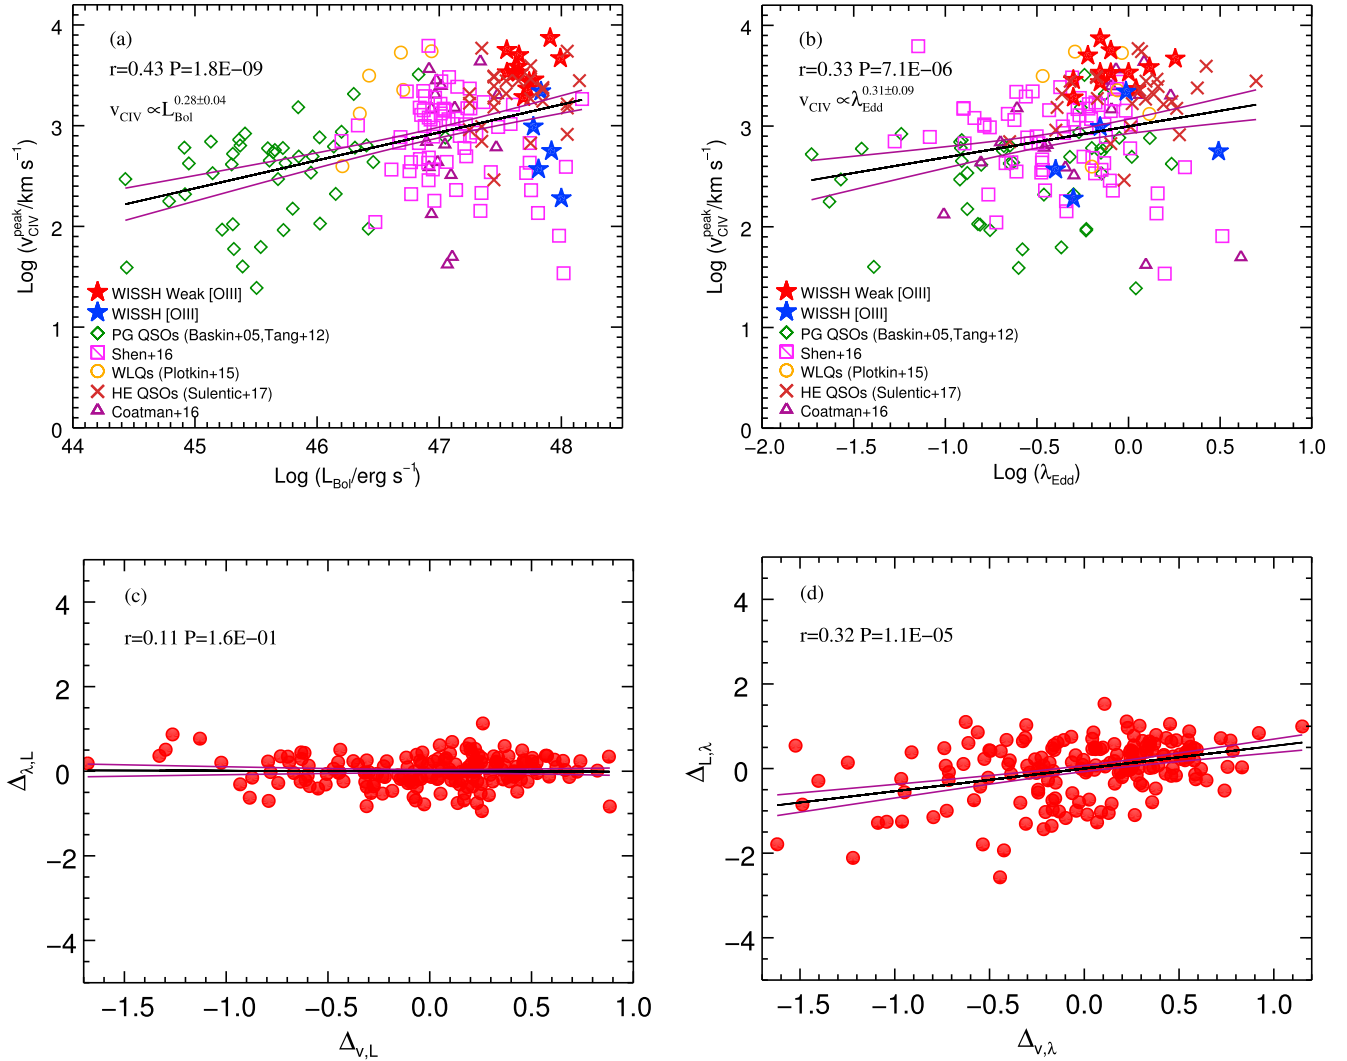 (a)
r=0.43 P=1.8E−09
v_CIV ∝L_Bol^0.28±0.04
WISSH Weak [OIII]
WISSH [OIII]
PG QSOs (Baskin+05,Tang+12)
Shen+16
WLQs (Plotkin+15)
HE QSOs (Sulentic+17)
Coatman+16
Log (v_CIV^peak/km s^−1)
4
3
2
1
0
44 45 46 47 48
Log (L_Bol/erg s^−1)
(b)
r=0.33 P=7.1E−06
v_CIV ∝λ_Edd^0.31±0.09
WISSH Weak [OIII]
WISSH [OIII]
PG QSOs (Baskin+05,Tang+12)
Shen+16
WLQs (Plotkin+15)
HE QSOs (Sulentic+17)
Coatman+16
Log (v_CIV^peak/km s^−1)
4
3
2
1
0
−2.0 −1.5 −1.0 −0.5 0.0 0.5 1.0
Log (λ_Edd)
(c)
r=0.11 P=1.6E−01
Δ_λ,L
4
2
0
−2
−4
−1.5 −1.0 −0.5 0.0 0.5 1.0
Δ_v,L
(d)
r=0.32 P=1.1E−05
Δ_L,λ
4
2
0
−2
−4
−1.5 −1.0 −0.5 0.0 0.5 1.0
Δ_v,λ